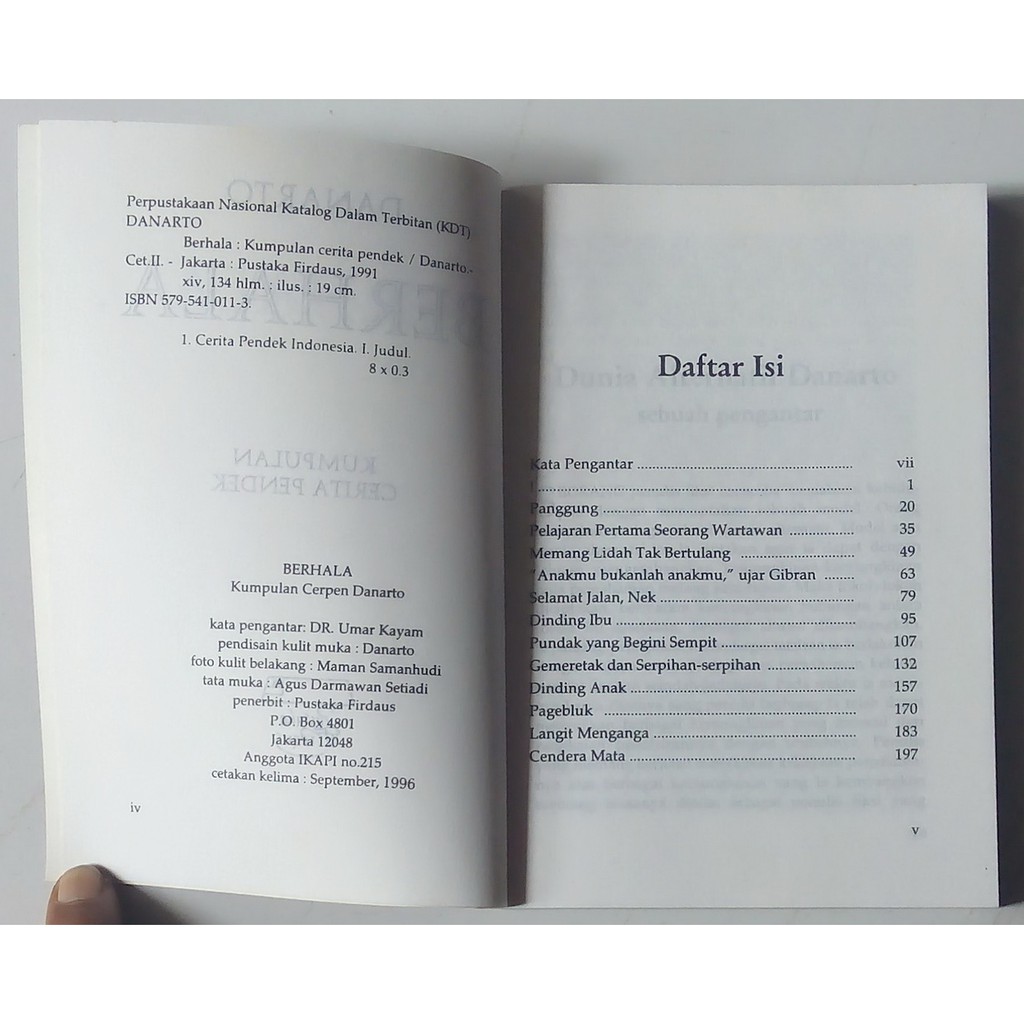 Perpustakaan Nasional Katalog Dalam Terbitan (KDT)
DANARTO
Berhala : Kumpulan cerita pendek / Danarto.-
Cet.II. - Jakarta : Pustaka Firdaus, 1991
xiv, 134 hlm. : ilus. : 19 cm.
ISBN 579-541-011-3.
1. Cerita Pendek Indonesia. I. Judul.
8 x 0.3
BERHALA
Kumpulan Cerpen Danarto
kata pengantar: DR. Umar Kayam
pendisain kulit muka : Danarto
foto kulit belakang : Maman Samanhudi
tata muka : Agus Darmawan Setiadi
penerbit : Pustaka Firdaus
P.O. Box 4801
Jakarta 12048
Anggota IKAPI no.215
cetakan kelima : September, 1996
iv
Daftar Isi
Kata Pengantar ........ vii
........ 1
Panggung ........ 20
Pelajaran Pertama Seorang Wartawan ........ 35
Memang Lidah Tak Bertulang ........ 49
"Anakmu bukanlah anakmu," ujar Gibran ........ 63
Selamat Jalan, Nek ........ 79
Dinding Ibu ........ 95
Pundak yang Begini Sempit ........ 107
Gemeretak dan Serpihan-serpihan ........ 132
Dinding Anak ........ 157
Pagebluk ........ 170
Langit Menganga ........ 183
Cendera Mata ........ 197
v